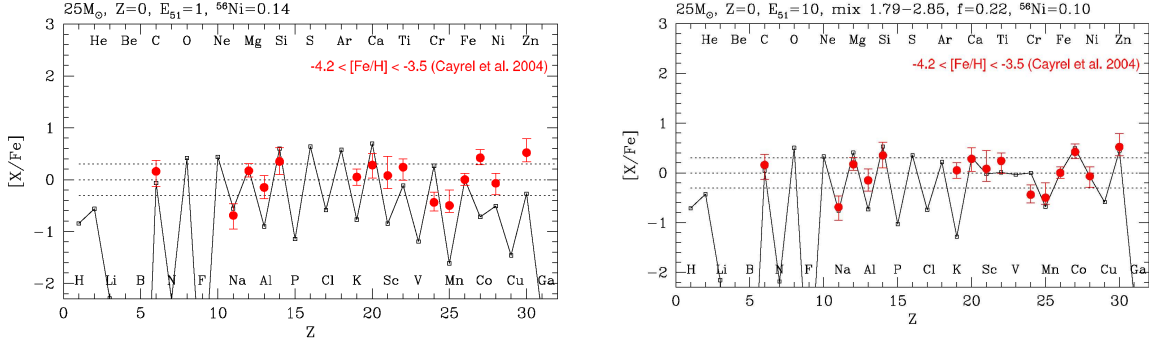 25M⊙, Z=0, E51=1, 56Ni=0.14
3
He Be C O Ne Mg Si S Ar Ca Ti Cr Fe Ni Zn
-4.2 < [Fe/H] < -3.5 (Cayrel et al. 2004)
2
1
0
-1
-2
[X/Fe]
H Li B N F Na Al P Cl K Sc V Mn Co Cu Ga
0 5 10 15 20 25 30
Z
25M⊙, Z=0, E51=10, mix 1.79-2.85, f=0.22, 56Ni=0.10
3
He Be C O Ne Mg Si S Ar Ca Ti Cr Fe Ni Zn
-4.2 < [Fe/H] < -3.5 (Cayrel et al. 2004)
2
1
0
-1
-2
[X/Fe]
H Li B N F Na Al P Cl K Sc V Mn Co Cu Ga
0 5 10 15 20 25 30
Z